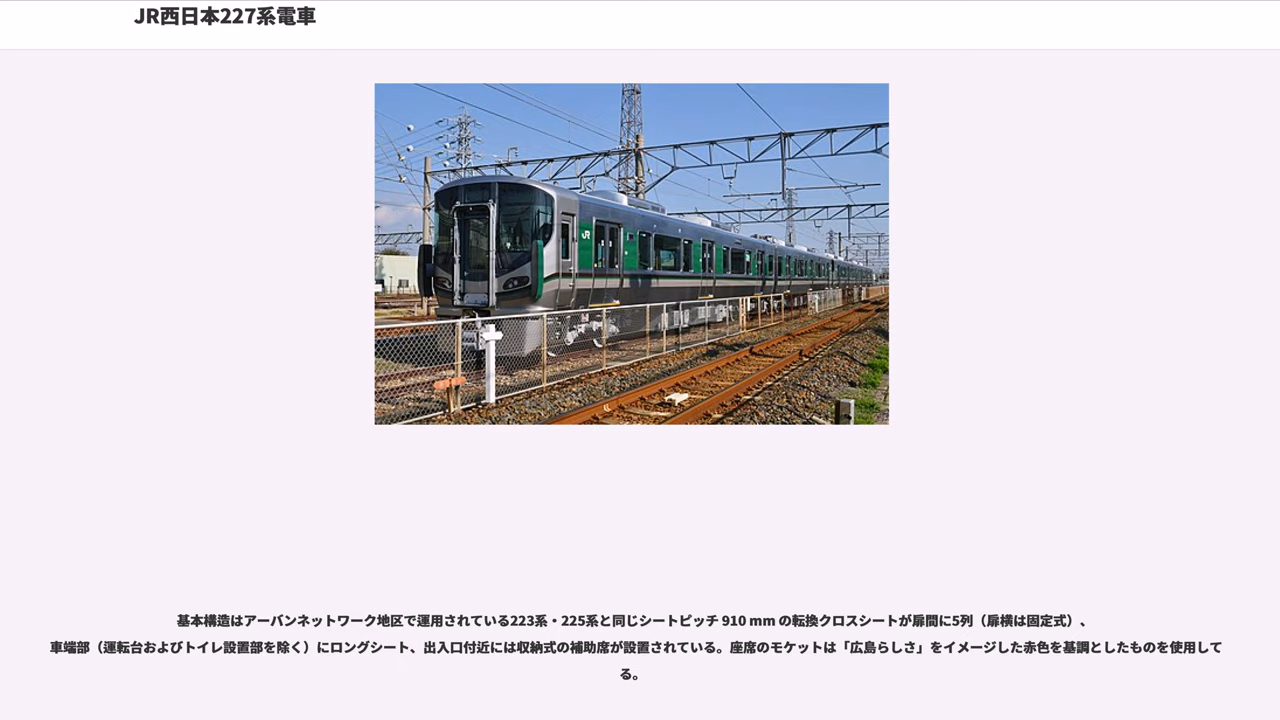 JR西日本227系電車
JR
基本構造はアーバンネットワーク地区で運用されている223系・225系と同じシートピッチ 910 mm の転換クロスシートが扉間に5列（扉横は固定式）、
車端部（運転台およびトイレ設置部を除く）にロングシート、出入口付近には収納式の補助席が設置されている。座席のモケットは「広島らしさ」をイメージした赤色を基調としたものを使用して
る。